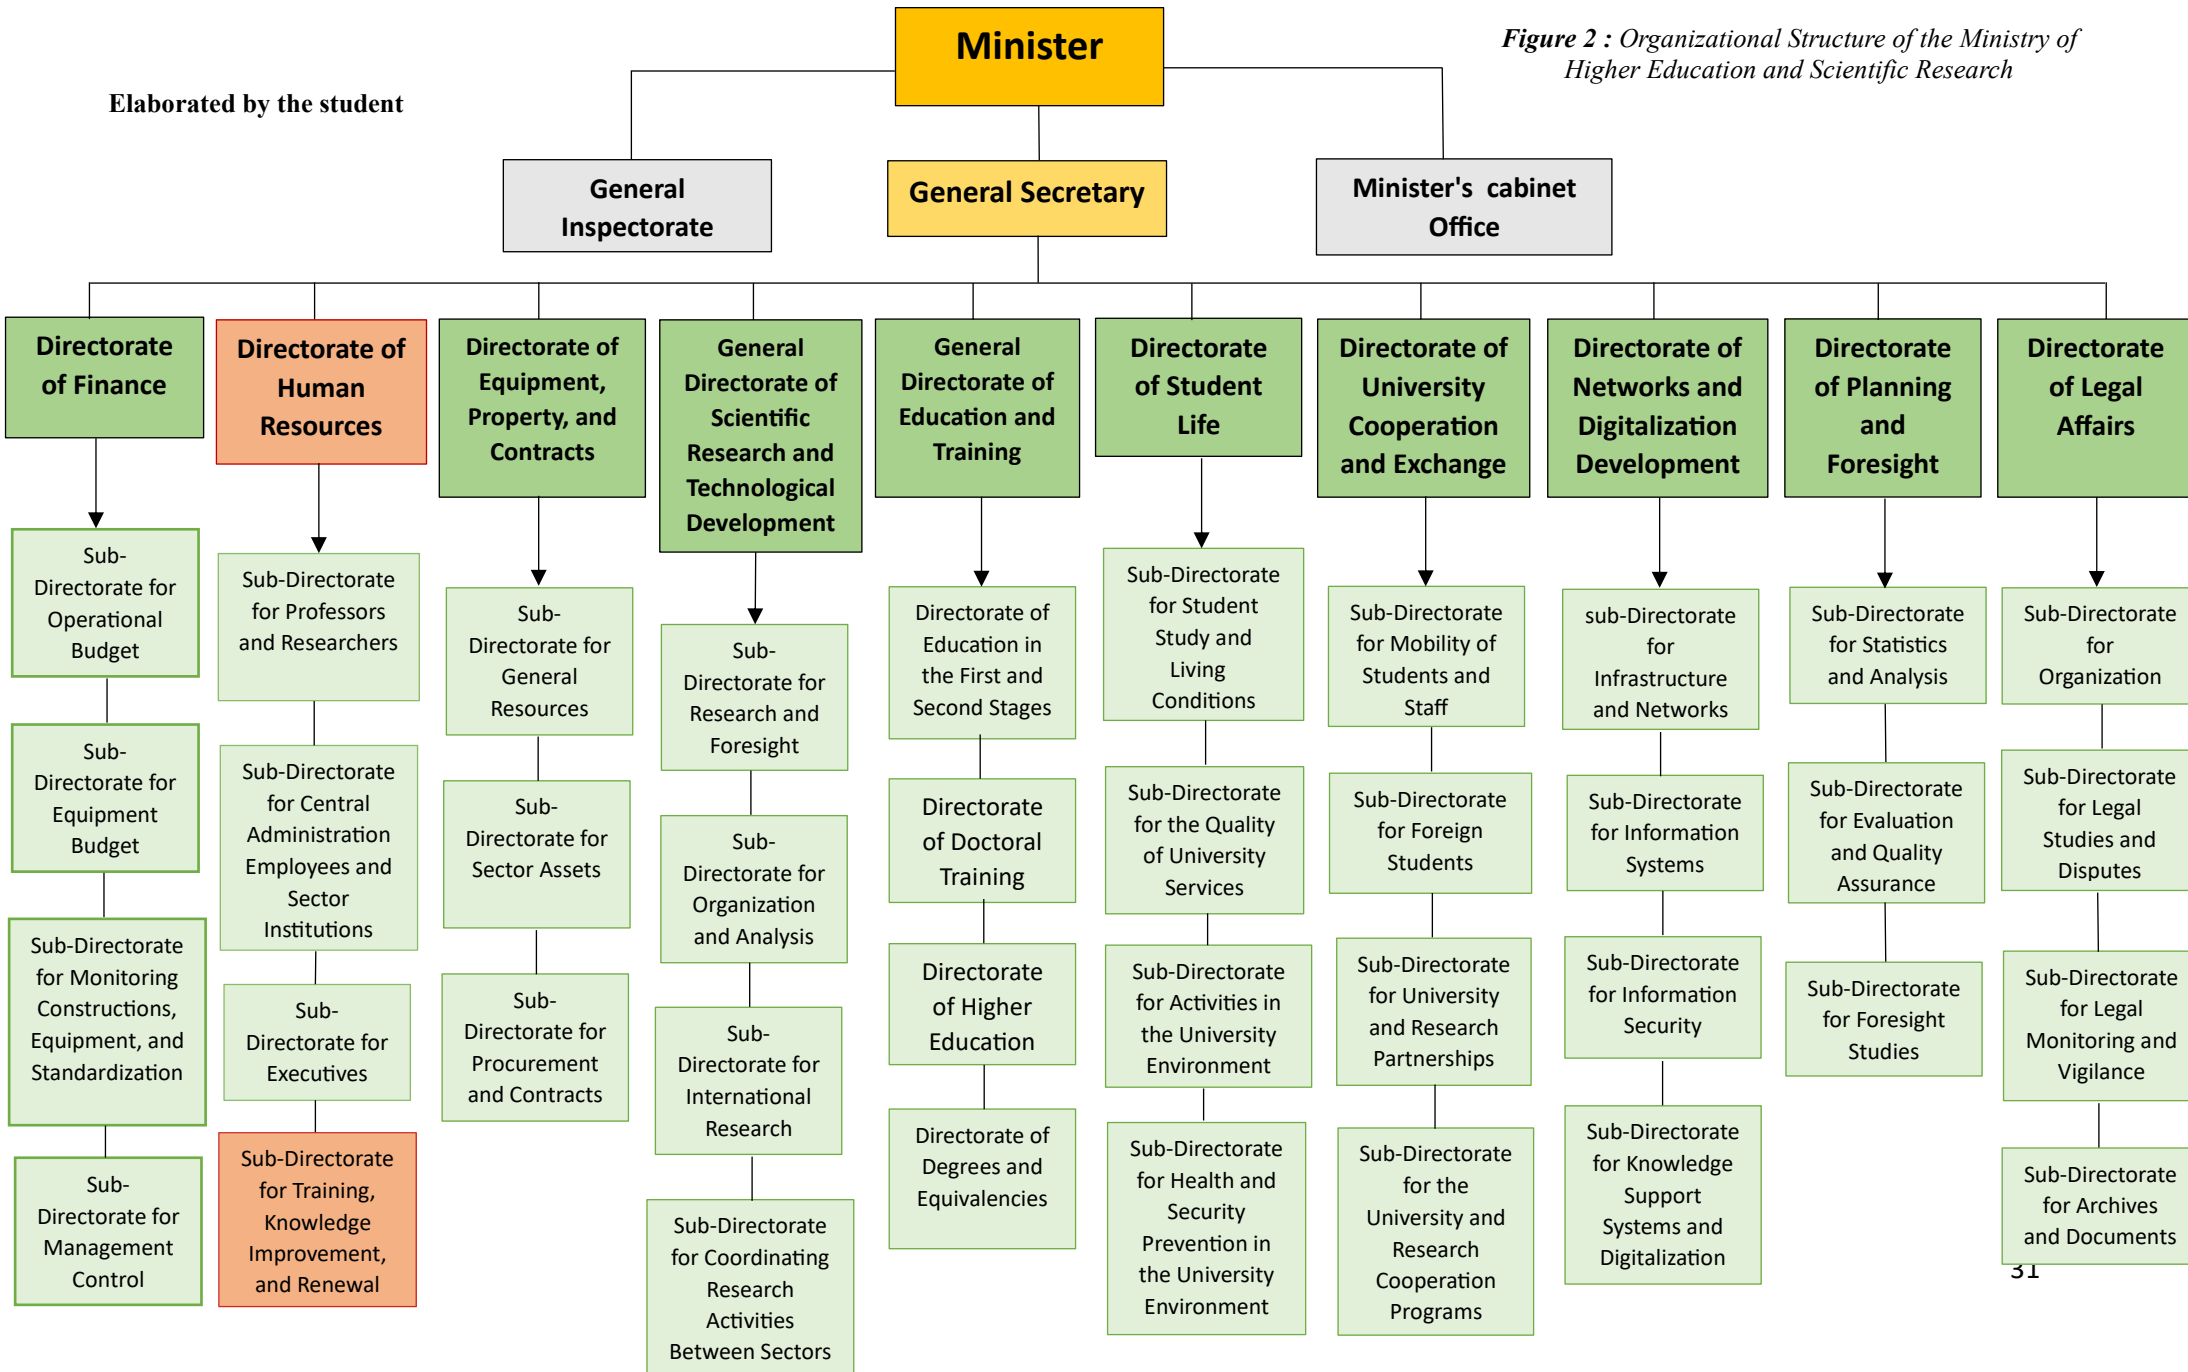 Minister
Figure 2 : Organizational Structure of the Ministry of
Higher Education and Scientific Research
Elaborated by the student
General
Inspectorate
General Secretary
Minister's cabinet
Office
Directorate
of Finance
Directorate of
Human
Resources
Directorate of
Equipment,
Property, and
Contracts
General
Directorate of
Scientific
Research and
Technological
Development
General
Directorate of
Education and
Training
Directorate
of Student
Life
Directorate of
University
Cooperation
and Exchange
Directorate of
Networks and
Digitalization
Development
Directorate
of Planning
and
Foresight
Directorate
of Legal
Affairs
Sub-
Directorate for
Operational
Budget
Sub-
Directorate for
Equipment
Budget
Sub-Directorate
for Monitoring
Constructions,
Equipment, and
Standardization
Sub-
Directorate for
Management
Control
Sub-Directorate
for Professors
and Researchers
Sub-Directorate
for Central
Administration
Employees and
Sector
Institutions
Sub-
Directorate for
Executives
Sub-Directorate
for Training,
Knowledge
Improvement,
and Renewal
Sub-
Directorate for
General
Resources
Sub-
Directorate for
Sector Assets
Sub-
Directorate for
Procurement
and Contracts
Sub-
Directorate for
Research and
Foresight
Sub-
Directorate for
Organization
and Analysis
Sub-
Directorate for
International
Research
Sub-Directorate
for Coordinating
Research
Activities
Between Sectors
Directorate of
Education in
the First and
Second Stages
Directorate
of Doctoral
Training
Directorate
of Higher
Education
Directorate of
Degrees and
Equivalencies
Sub-Directorate
for Student
Study and
Living
Conditions
Sub-Directorate
for the Quality
of University
Services
Sub-Directorate
for Activities in
the University
Environment
Sub-Directorate
for Health and
Security
Prevention in
the University
Environment
Sub-Directorate
for Mobility of
Students and
Staff
Sub-Directorate
for Foreign
Students
Sub-Directorate
for University
and Research
Partnerships
Sub-Directorate
for the
University and
Research
Cooperation
Programs
sub-Directorate
for
Infrastructure
and Networks
Sub-Directorate
for Information
Systems
Sub-Directorate
for Information
Security
Sub-Directorate
for Knowledge
Support
Systems and
Digitalization
Sub-Directorate
for Statistics
and Analysis
Sub-Directorate
for Evaluation
and Quality
Assurance
Sub-Directorate
for Foresight
Studies
Sub-Directorate
for
Organization
Sub-Directorate
for Legal
Studies and
Disputes
Sub-Directorate
for Legal
Monitoring and
Vigilance
Sub-Directorate
for Archives
and Documents
31